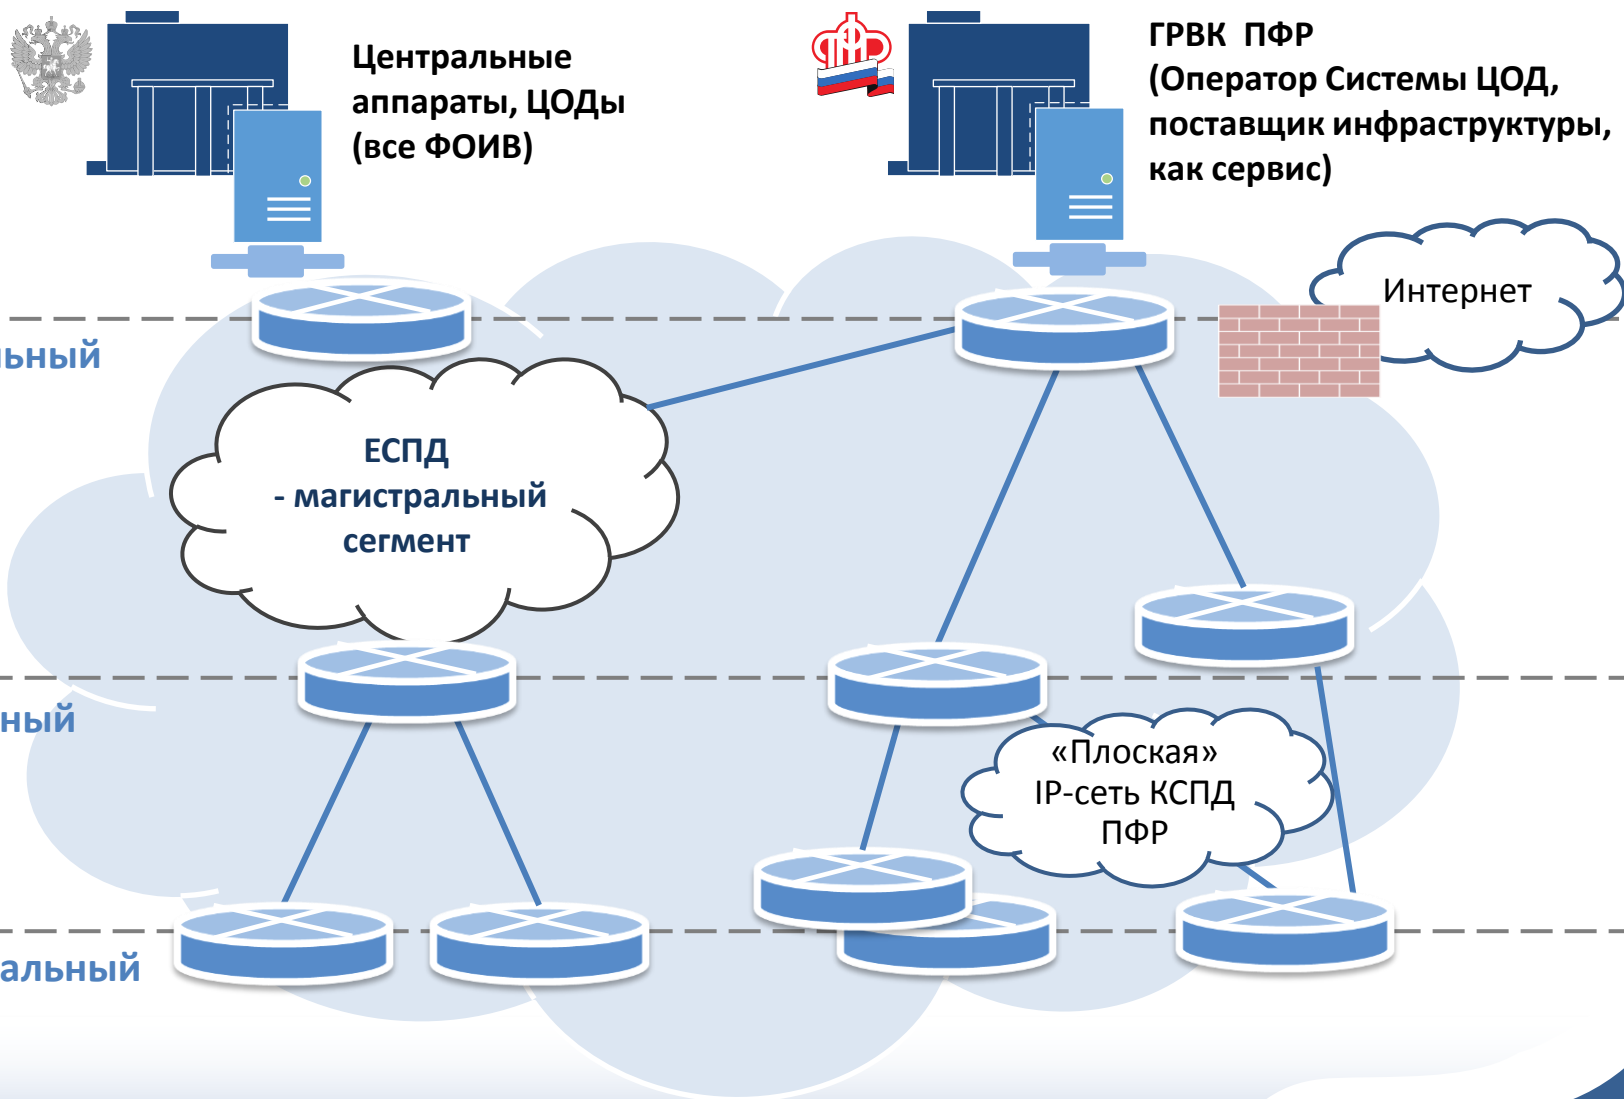 Центральные
аппараты, ЦОДы
(все ФОИВ)
ГРВК ПФР
(Оператор Системы ЦОД,
поставщик инфраструктуры,
как сервис)
Интернет
льный
ЕСПД
- магистральный
сегмент
ный
«Плоская»
IP-сеть КСПД
ПФР
альный